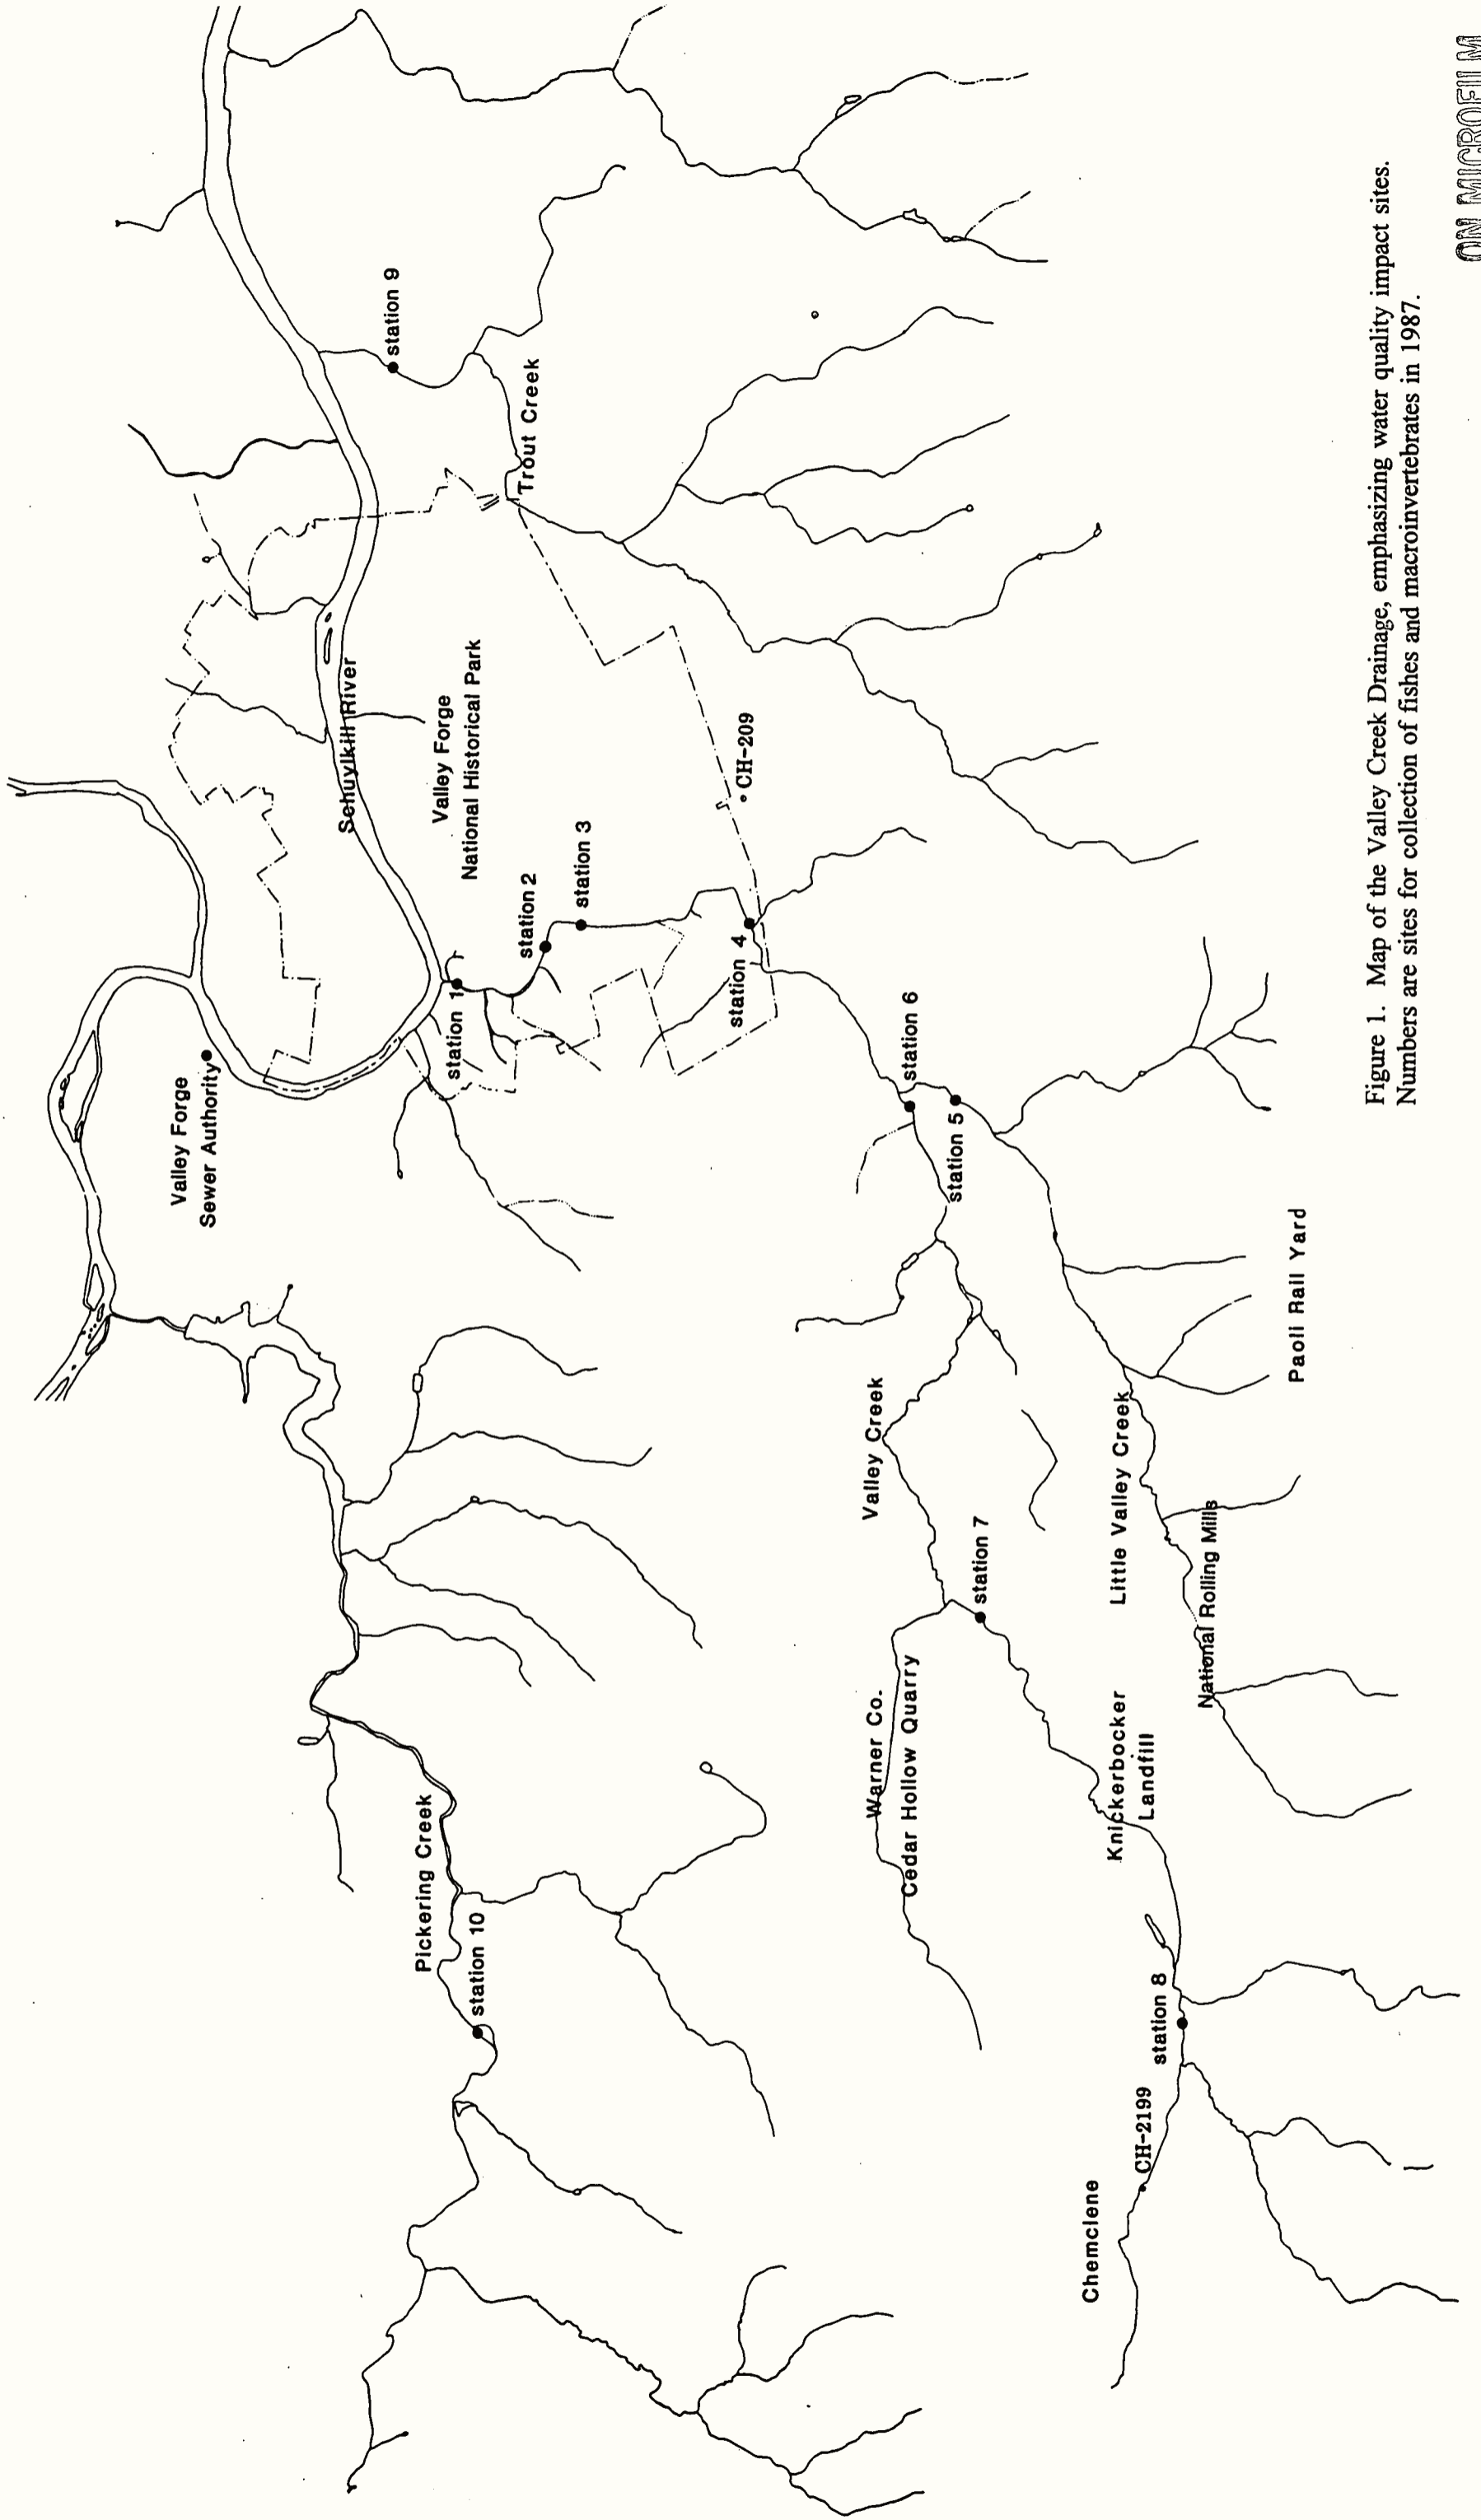 Valley Forge
Sewer Authority
Schuylkill River
Valley Forge
National Historical Park
station 9
Trout Creek
CH-209
station 3
station 2
station 1
station 4
station 6
station 5
Pickering Creek
station 10
Valley Creek
station 7
Warner Co.
Cedar Hollow Quarry
Little Valley Creek
Paoli Rail Yard
National Rolling Mills
Knickerbocker
Landfill
station 8
CH-2199
Chemclene
Figure 1. Map of the Valley Creek Drainage, emphasizing water quality impact sites.
Numbers are sites for collection of fishes and macroinvertebrates in 1987.
ON MICROFILM